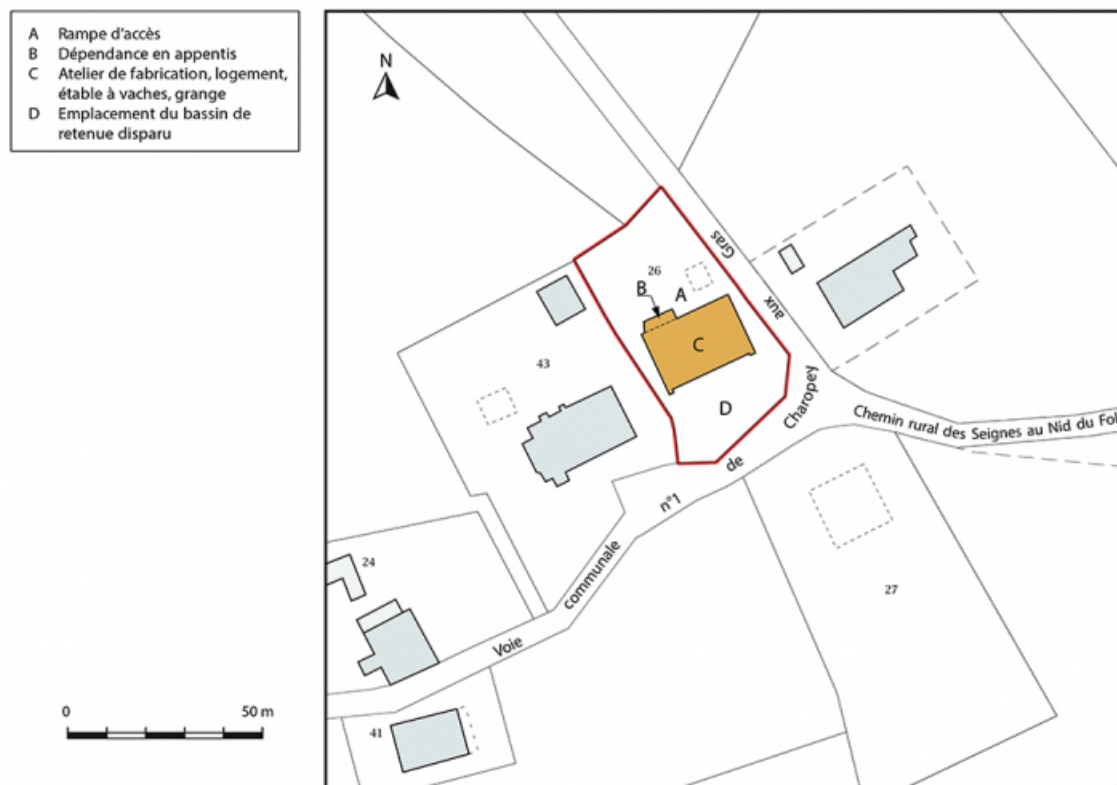 A Rampe d'accès
B Dépendance en appentis
C Atelier de fabrication, logement,
étable à vaches, grange
D Emplacement du bassin de
retenue disparu
N
Gras
26
B
A
aux
C
43
D
Charopey
Chemin rural des Seignes au Nid du Fol
de
n°1
24
communale
27
Voie
0 50 m
41